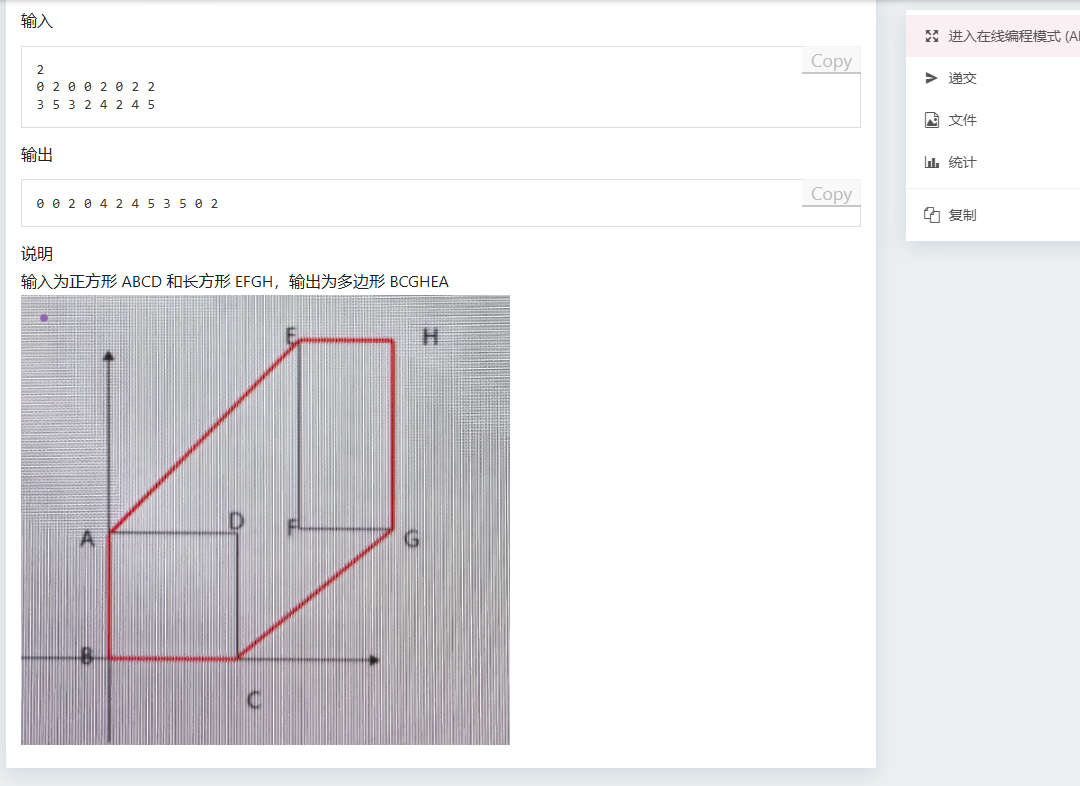 输入
Copy
2
0 2 0 0 2 0 2 2
3 5 3 2 4 2 4 5
输出
Copy
0 0 2 0 4 2 4 5 3 5 0 2
说明
输入为正方形 ABCD 和长方形 EFGH，输出为多边形 BCGHEA
E
H
A
D
F
G
B
C
进入在线编程模式 (Al
递交
文件
统计
复制